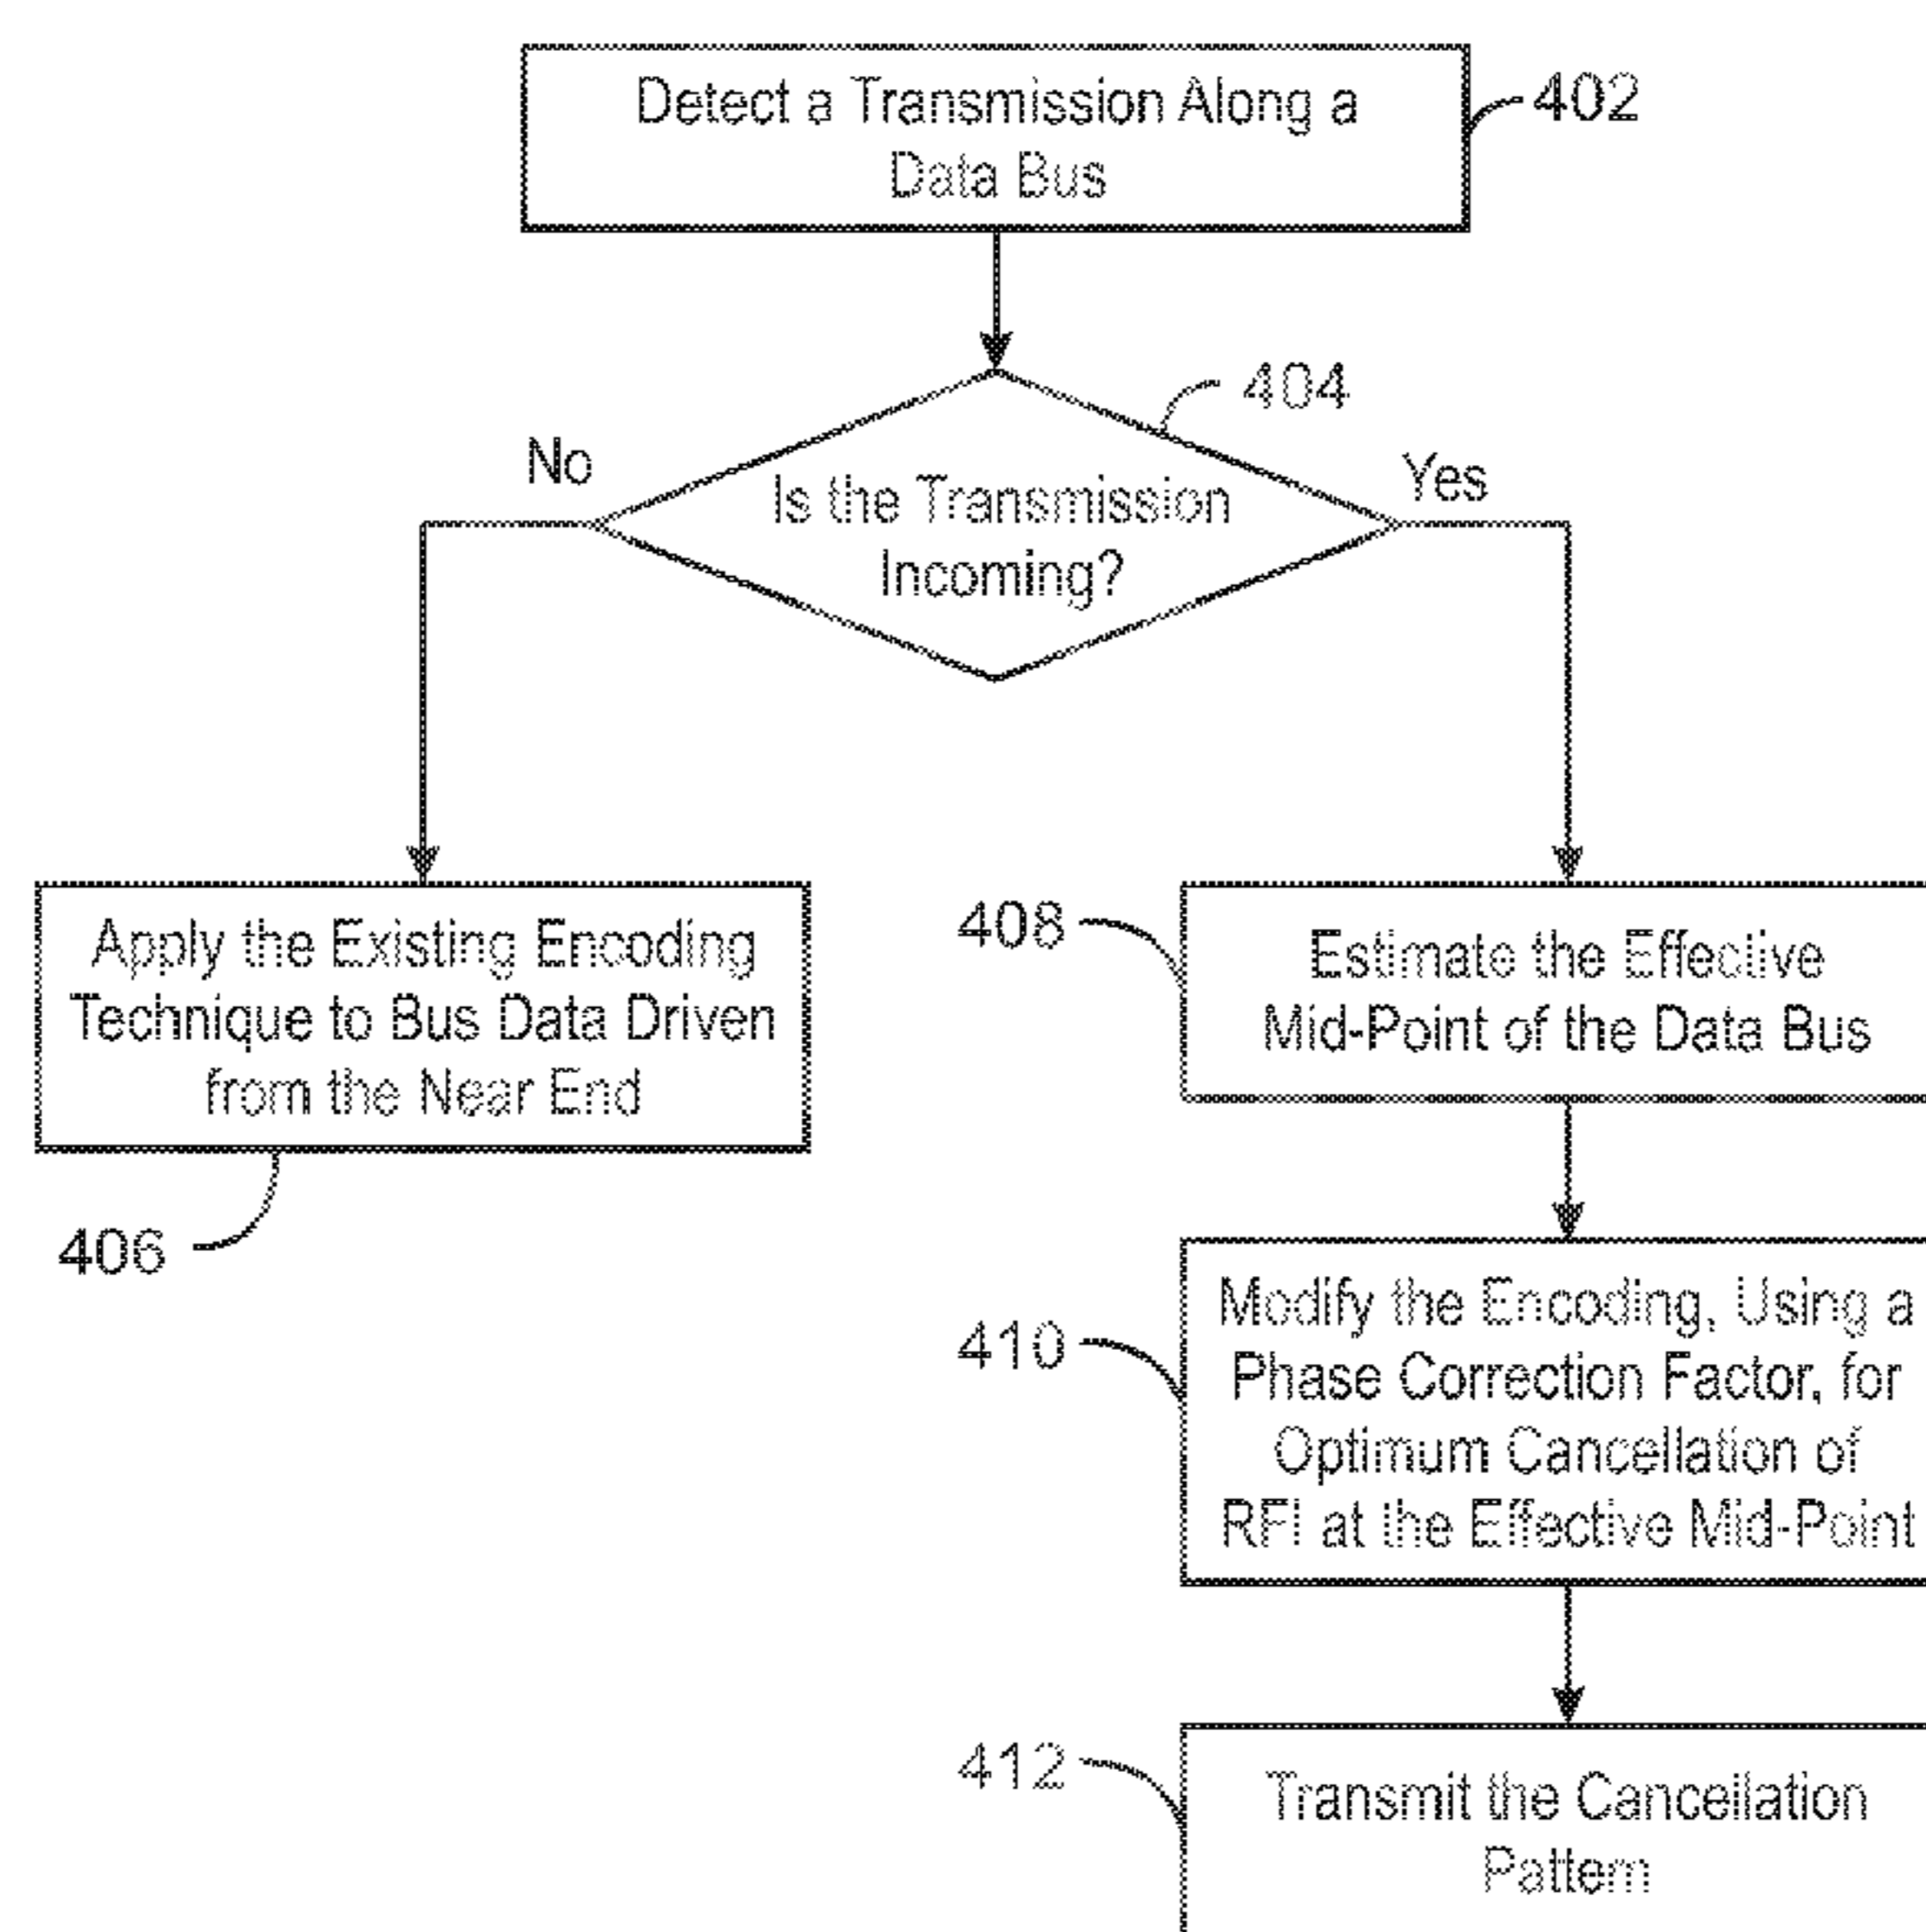 Detect a Transmission Along a
Data Bus
402
404
No
Yes
Is the Transmission
Incoming?
Apply the Existing Encoding
Technique to Bus Data Driven
from the Near End
406
408
Estimate the Effective
Mid-Point of the Data Bus
410
Modify the Encoding, Using a
Phase Correction Factor, for
Optimum Cancellation of
RFI at the Effective Mid-Point
412
Transmit the Cancellation
Pattern